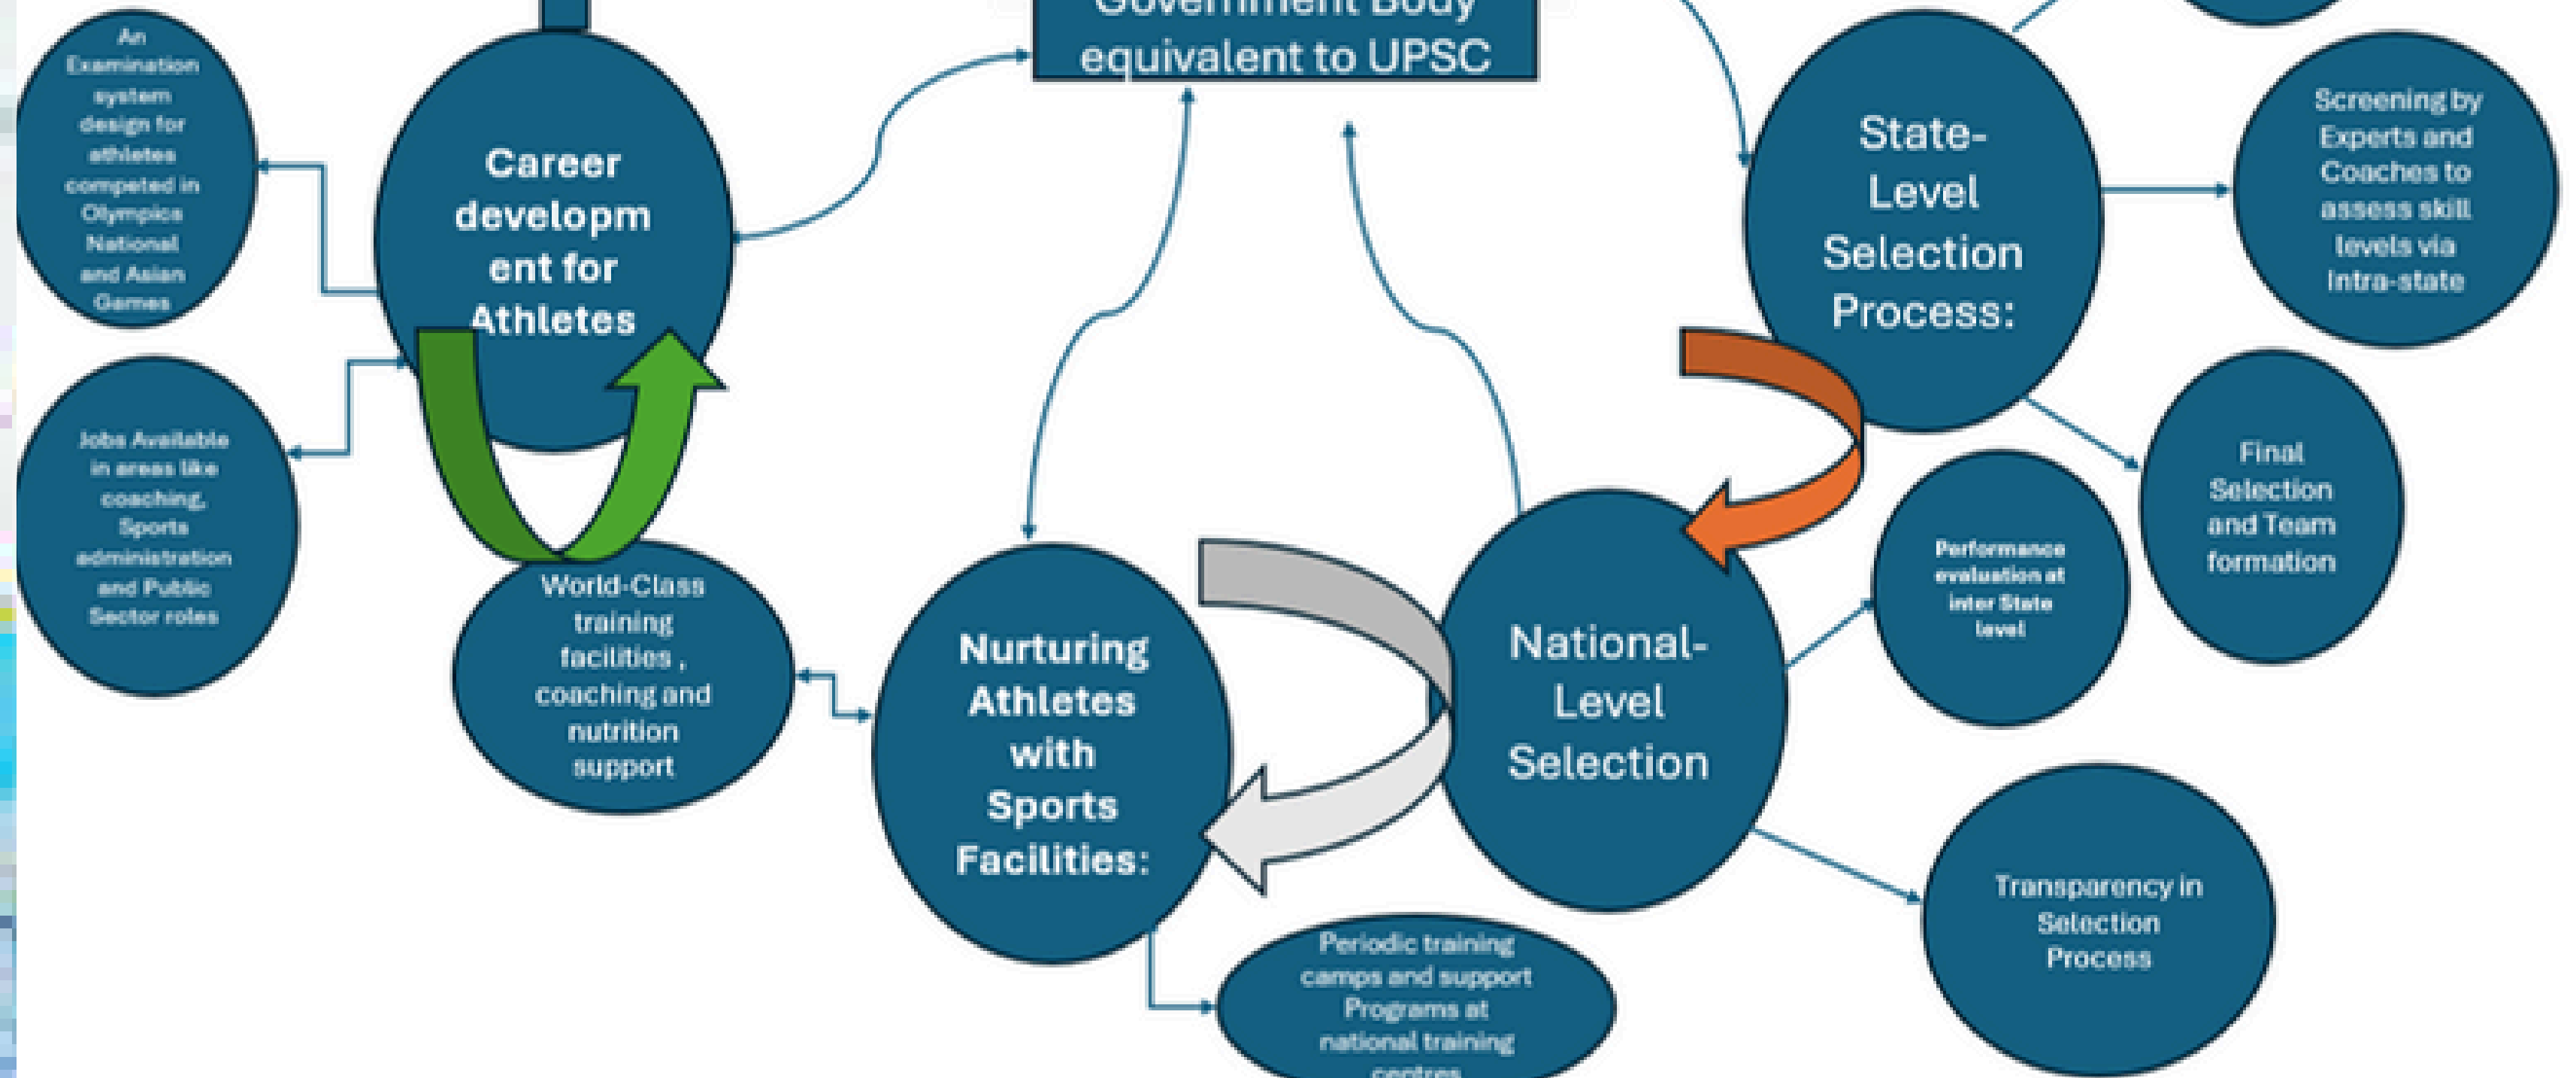 Government Body
equivalent to UPSC
An
Examination
system
design for
athletes
competed in
Olympics
National
and Asian
Games
Career
developm
ent for
Athletes
State-
Level
Selection
Process:
Screening by
Experts and
Coaches to
assess skill
levels via
Intra-state
Jobs Available
in areas like
coaching,
Sports
administration
and Public
Sector roles
Final
Selection
and Team
formation
Performance
evaluation at
inter State
level
World-Class
training
facilities ,
coaching and
nutrition
support
Nurturing
Athletes
with
Sports
Facilities:
National-
Level
Selection
Transparency in
Selection
Process
Periodic training
camps and support
Programs at
national training
centres